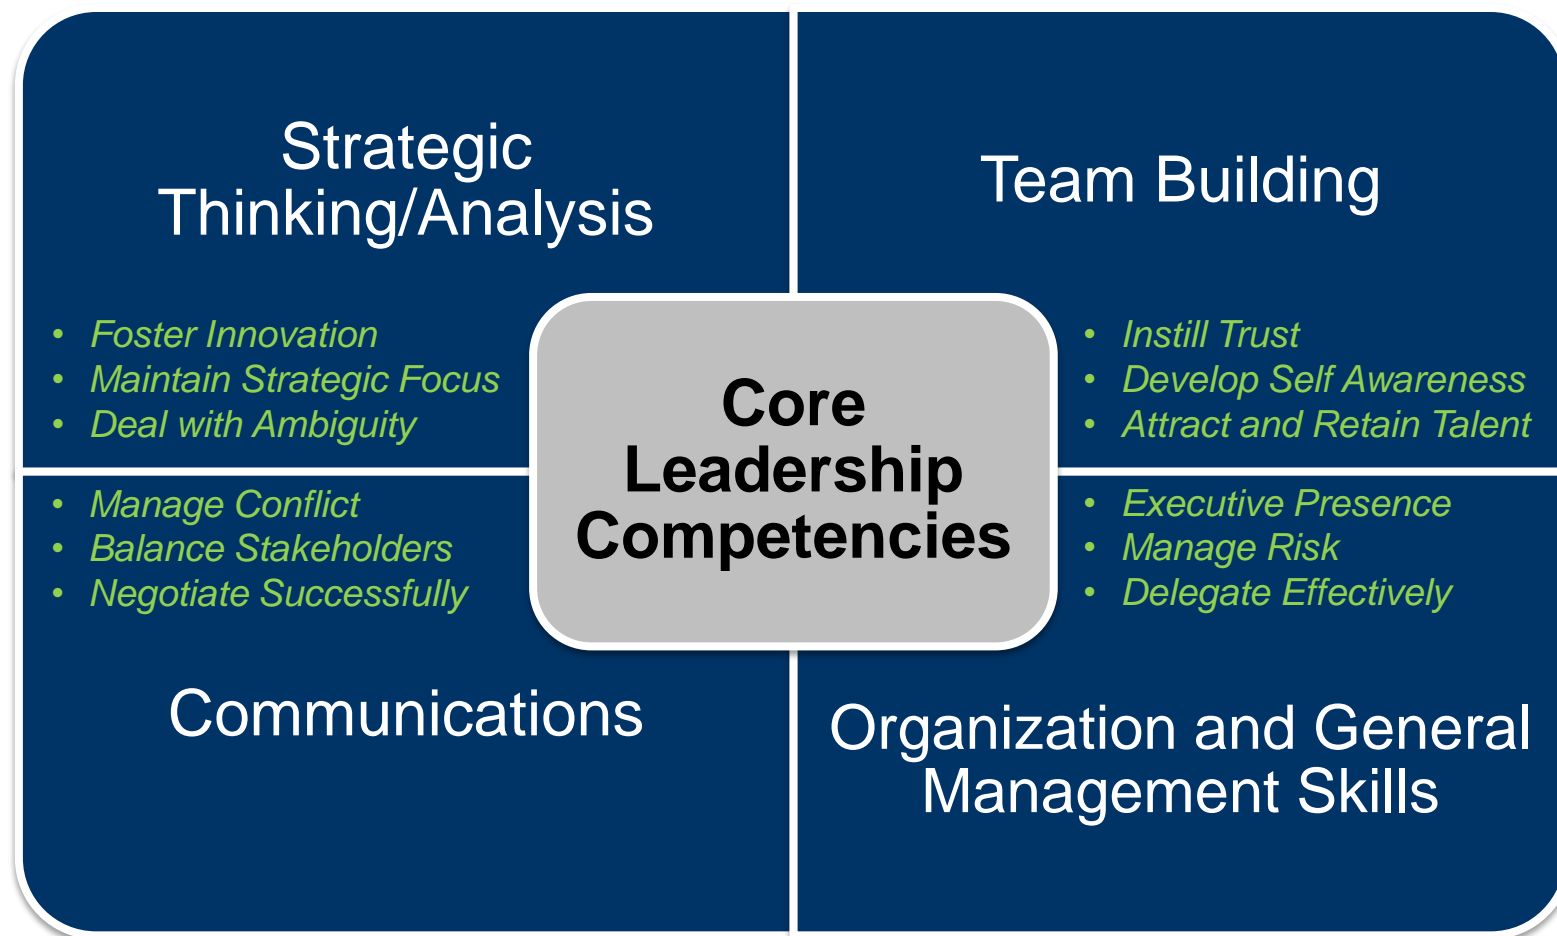 Strategic
Thinking/Analysis
• Foster Innovation
• Maintain Strategic Focus
• Deal with Ambiguity
Team Building
• Instill Trust
• Develop Self Awareness
• Attract and Retain Talent
Core
Leadership
Competencies
• Manage Conflict
• Balance Stakeholders
• Negotiate Successfully
Communications
• Executive Presence
• Manage Risk
• Delegate Effectively
Organization and General
Management Skills